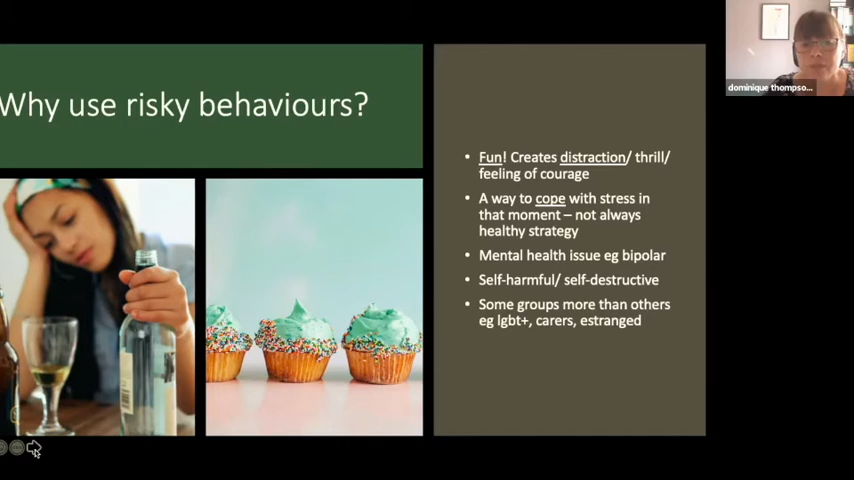 Why use risky behaviours?
• Fun! Creates distraction/ thrill/
feeling of courage
• A way to cope with stress in
that moment – not always
healthy strategy
• Mental health issue eg bipolar
• Self-harmful/ self-destructive
• Some groups more than others
eg lgbt+, carers, estranged
dominique thompso...